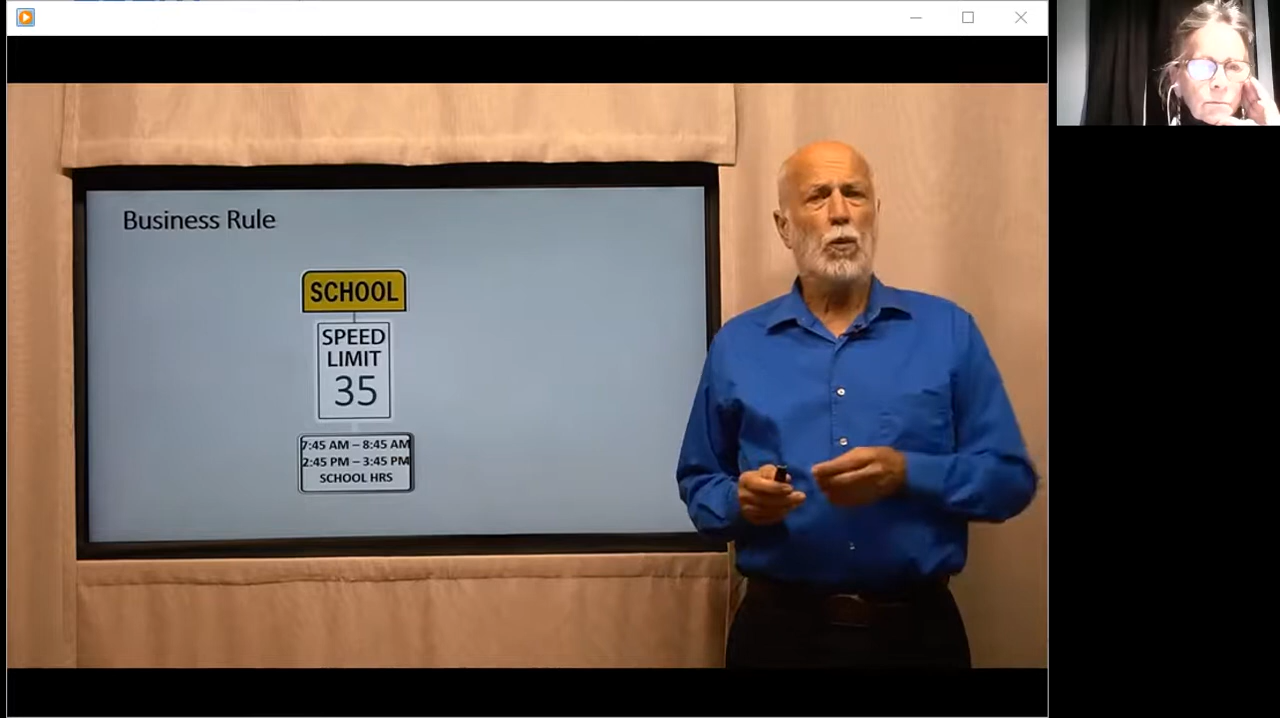 Business Rule
SCHOOL
SPEED
LIMIT
35
7:45 AM – 8:45 AM
2:45 PM – 3:45 PM
SCHOOL HRS